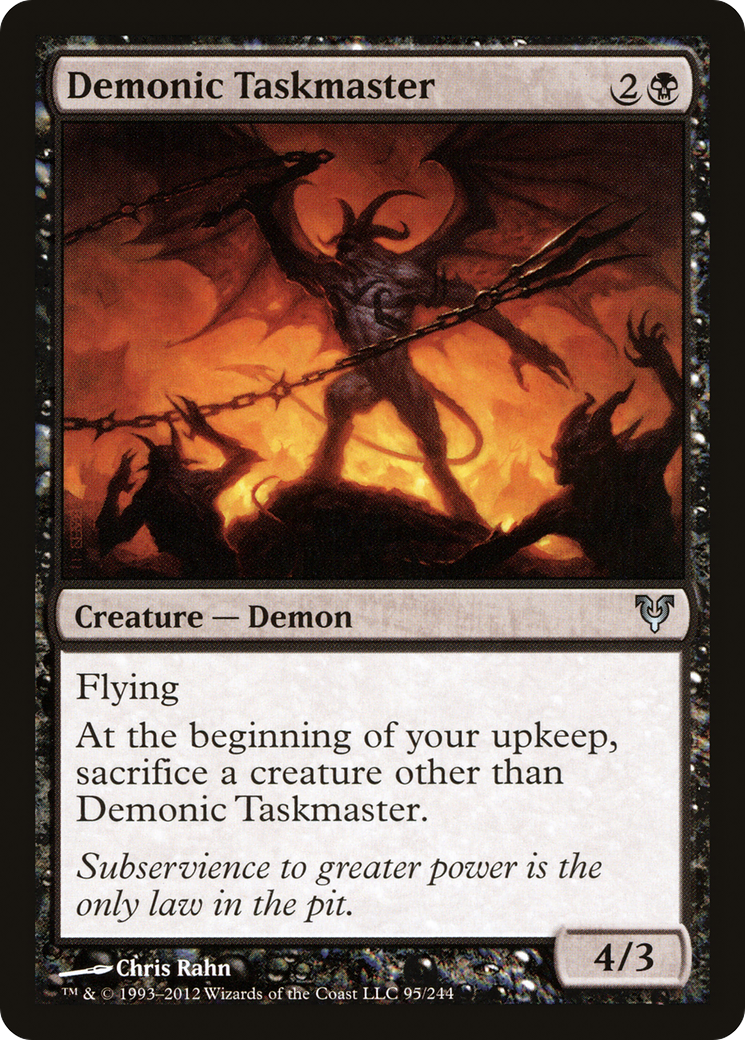 Demonic Taskmaster 2
Creature — Demon
Flying
At the beginning of your upkeep,
sacrifice a creature other than
Demonic Taskmaster.
Subservience to greater power is the
only law in the pit.
4/3
Chris Rahn
™ & © 1993–2012 Wizards of the Coast LLC 95/244